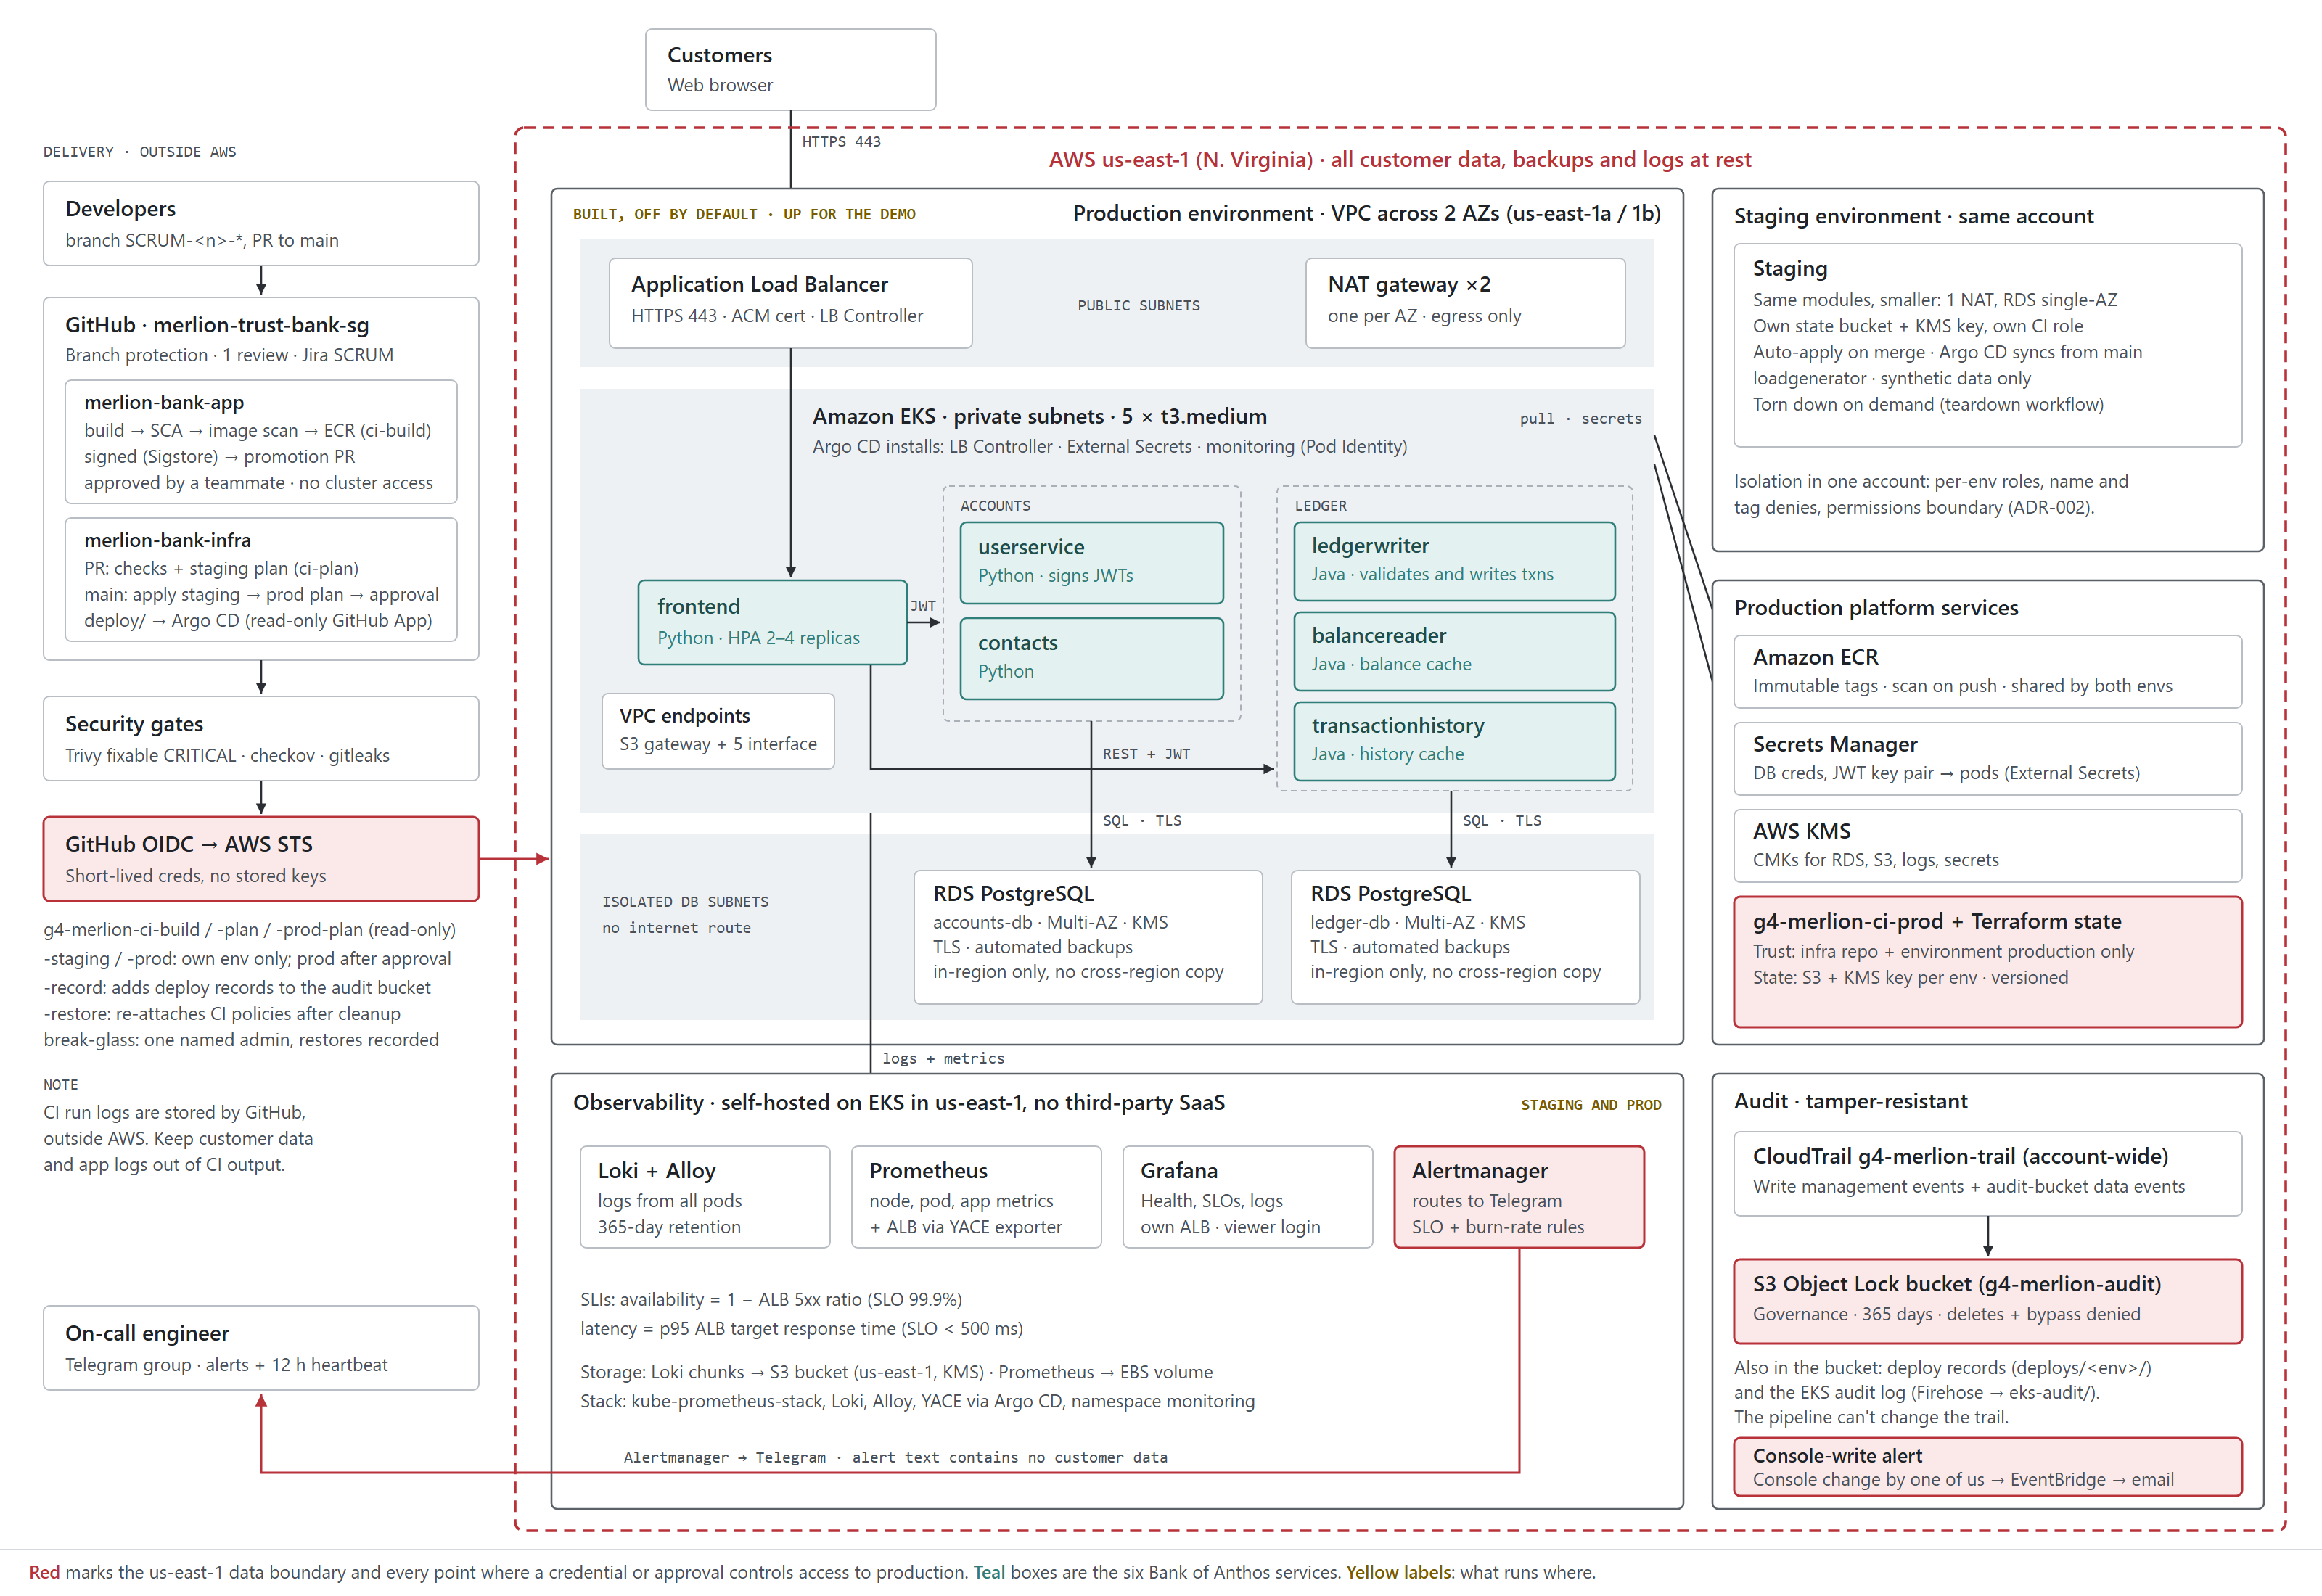 Customers
Web browser
HTTPS 443
DELIVERY · OUTSIDE AWS
Developers
branch SCRUM-<n>-*, PR to main
GitHub · merlion-trust-bank-sg
Branch protection · 1 review · Jira SCRUM
merlion-bank-app
build → SCA → image scan → ECR (ci-build)
signed (Sigstore) → promotion PR
approved by a teammate · no cluster access
merlion-bank-infra
PR: checks + staging plan (ci-plan)
main: apply staging → prod plan → approval
deploy/ → Argo CD (read-only GitHub App)
Security gates
Trivy fixable CRITICAL · checkov · gitleaks
GitHub OIDC → AWS STS
Short-lived creds, no stored keys
g4-merlion-ci-build / -plan / -prod-plan (read-only)
-staging / -prod: own env only; prod after approval
-record: adds deploy records to the audit bucket
-restore: re-attaches CI policies after cleanup
break-glass: one named admin, restores recorded
NOTE
CI run logs are stored by GitHub,
outside AWS. Keep customer data
and app logs out of CI output.
On-call engineer
Telegram group · alerts + 12 h heartbeat
AWS us-east-1 (N. Virginia) · all customer data, backups and logs at rest
BUILT, OFF BY DEFAULT · UP FOR THE DEMO
Production environment · VPC across 2 AZs (us-east-1a / 1b)
Application Load Balancer
HTTPS 443 · ACM cert · LB Controller
PUBLIC SUBNETS
NAT gateway ×2
one per AZ · egress only
Amazon EKS · private subnets · 5 × t3.medium
Argo CD installs: LB Controller · External Secrets · monitoring (Pod Identity)
pull · secrets
frontend
Python · HPA 2–4 replicas
JWT
ACCOUNTS
userservice
Python · signs JWTs
contacts
Python
LEDGER
ledgerwriter
Java · validates and writes txns
balancereader
Java · balance cache
transactionhistory
Java · history cache
VPC endpoints
S3 gateway + 5 interface
REST + JWT
SQL · TLS
SQL · TLS
ISOLATED DB SUBNETS
no internet route
RDS PostgreSQL
accounts-db · Multi-AZ · KMS
TLS · automated backups
in-region only, no cross-region copy
RDS PostgreSQL
ledger-db · Multi-AZ · KMS
TLS · automated backups
in-region only, no cross-region copy
logs + metrics
Observability · self-hosted on EKS in us-east-1, no third-party SaaS
STAGING AND PROD
Loki + Alloy
logs from all pods
365-day retention
Prometheus
node, pod, app metrics
+ ALB via YACE exporter
Grafana
Health, SLOs, logs
own ALB · viewer login
Alertmanager
routes to Telegram
SLO + burn-rate rules
SLIs: availability = 1 − ALB 5xx ratio (SLO 99.9%)
latency = p95 ALB target response time (SLO < 500 ms)
Storage: Loki chunks → S3 bucket (us-east-1, KMS) · Prometheus → EBS volume
Stack: kube-prometheus-stack, Loki, Alloy, YACE via Argo CD, namespace monitoring
Alertmanager → Telegram · alert text contains no customer data
Staging environment · same account
Staging
Same modules, smaller: 1 NAT, RDS single-AZ
Own state bucket + KMS key, own CI role
Auto-apply on merge · Argo CD syncs from main
loadgenerator · synthetic data only
Torn down on demand (teardown workflow)
Isolation in one account: per-env roles, name and
tag denies, permissions boundary (ADR-002).
Production platform services
Amazon ECR
Immutable tags · scan on push · shared by both envs
Secrets Manager
DB creds, JWT key pair → pods (External Secrets)
AWS KMS
CMKs for RDS, S3, logs, secrets
g4-merlion-ci-prod + Terraform state
Trust: infra repo + environment production only
State: S3 + KMS key per env · versioned
Audit · tamper-resistant
CloudTrail g4-merlion-trail (account-wide)
Write management events + audit-bucket data events
S3 Object Lock bucket (g4-merlion-audit)
Governance · 365 days · deletes + bypass denied
Also in the bucket: deploy records (deploys/<env>/)
and the EKS audit log (Firehose → eks-audit/).
The pipeline can't change the trail.
Console-write alert
Console change by one of us → EventBridge → email
Red marks the us-east-1 data boundary and every point where a credential or approval controls access to production. Teal boxes are the six Bank of Anthos services. Yellow labels: what runs where.